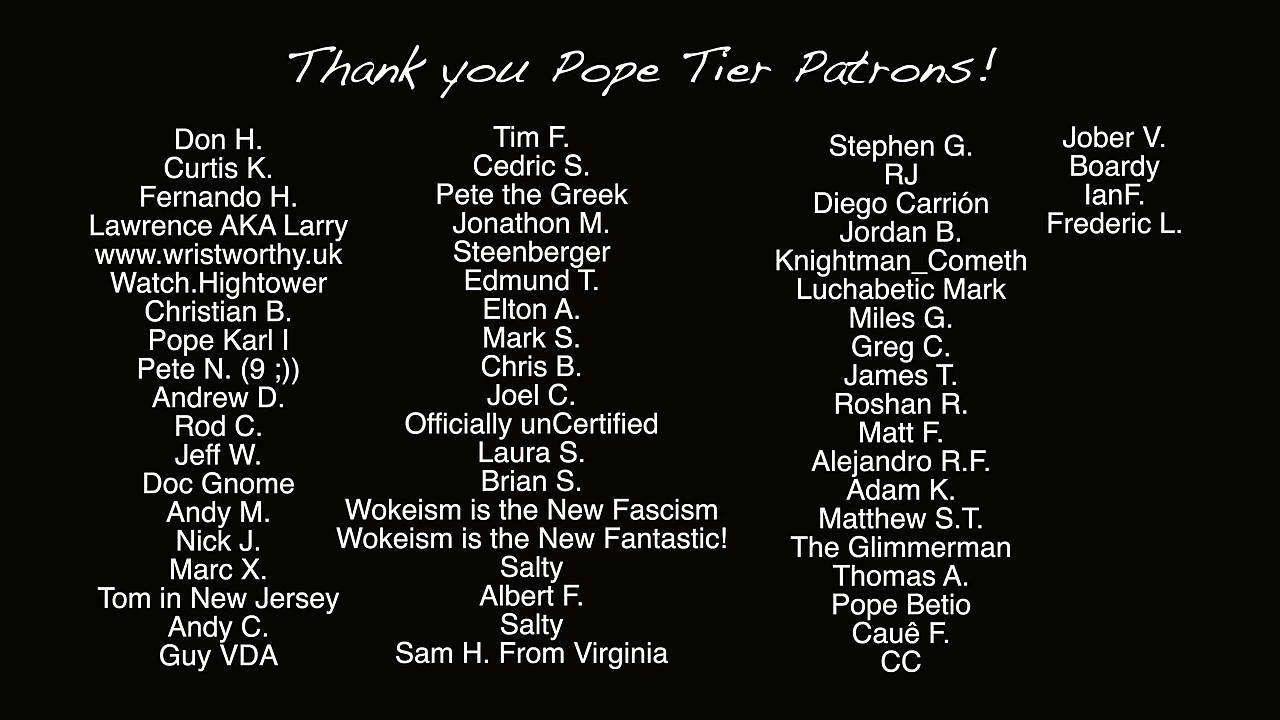 Thank you Pope Tier Patrons!
Don H.
Curtis K.
Fernando H.
Lawrence AKA Larry
www.wristworthy.uk
Watch.Hightower
Christian B.
Pope Karl I
Pete N. (9 ;))
Andrew D.
Rod C.
Jeff W.
Doc Gnome
Andy M.
Nick J.
Marc X.
Tom in New Jersey
Andy C.
Guy VDA
Tim F.
Cedric S.
Pete the Greek
Jonathon M.
Steenberger
Edmund T.
Elton A.
Mark S.
Chris B.
Joel C.
Officially unCertified
Laura S.
Brian S.
Wokeism is the New Fascism
Wokeism is the New Fantastic!
Salty
Albert F.
Salty
Sam H. From Virginia
Stephen G.
RJ
Diego Carrión
Jordan B.
Knightman_Cometh
Luchabetic Mark
Miles G.
Greg C.
James T.
Roshan R.
Matt F.
Alejandro R.F.
Adam K.
Matthew S.T.
The Glimmerman
Thomas A.
Pope Betio
Cauê F.
CC
Jober V.
Boardy
IanF.
Frederic L.